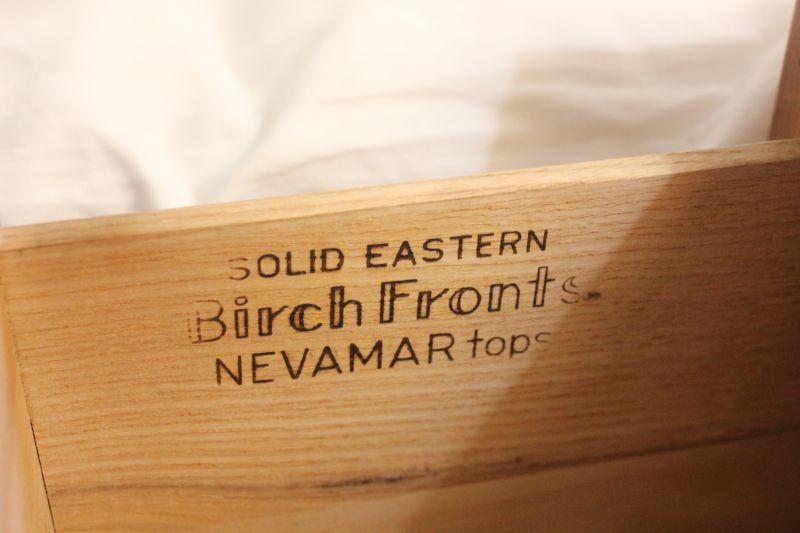 SOLID EASTERN
Birch Fronts
NEVAMAR tops